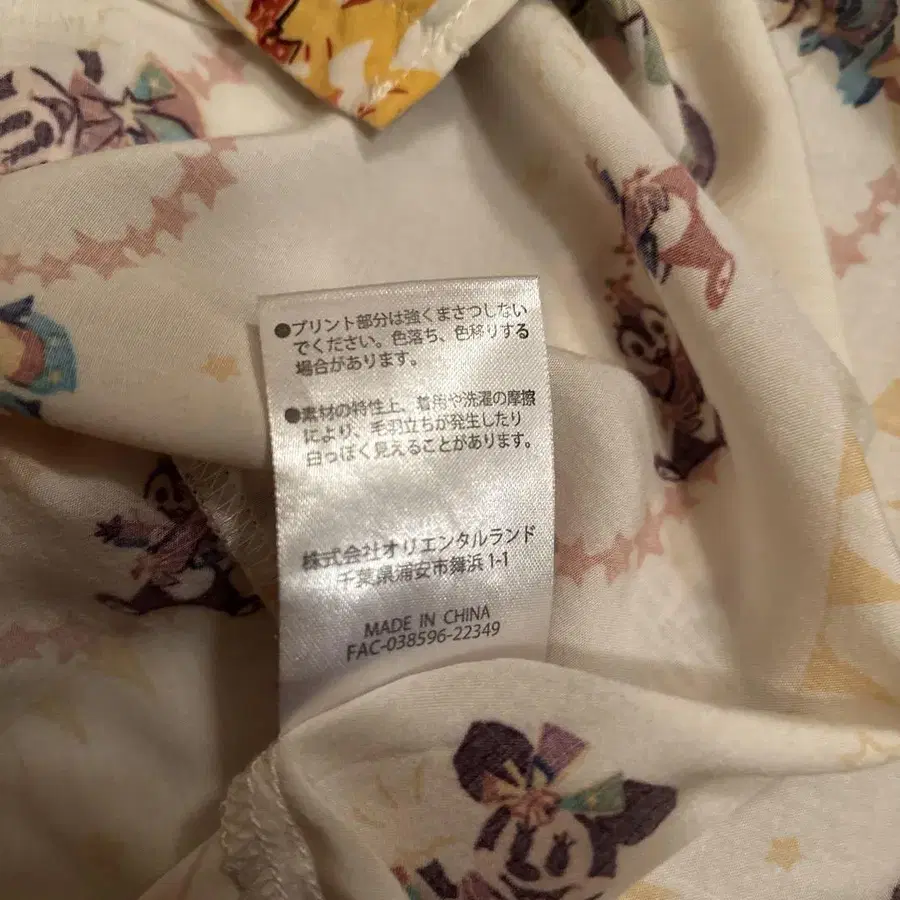 ●プリント部分は強くまさつしない
でください。色落ち、色移りする
場合があります。
●素材の特性上、着用や洗濯の摩擦
により、毛羽立ちが発生したり
白っぽく見えることがあります。
株式会社オリエンタルランド
千葉県浦安市舞浜1-1
MADE IN CHINA
FAC-038596-22349